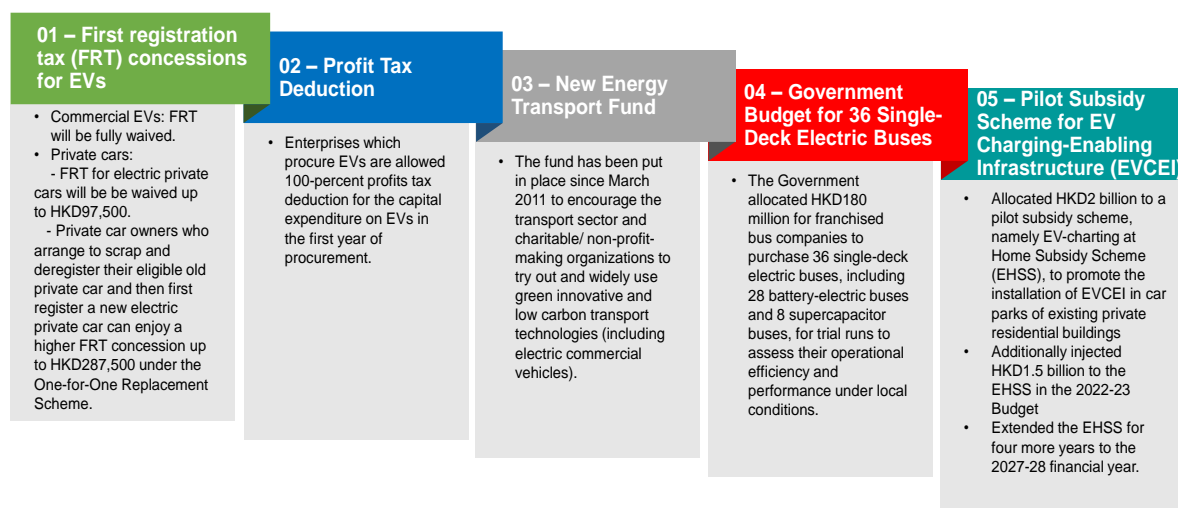 01 – First registration
tax (FRT) concessions
for EVs
• Commercial EVs: FRT
will be fully waived.
• Private cars:
- FRT for electric private
cars will be be waived up
to HKD97,500.
- Private car owners who
arrange to scrap and
deregister their eligible old
private car and then first
register a new electric
private car can enjoy a
higher FRT concession up
to HKD287,500 under the
One-for-One Replacement
Scheme.
02 – Profit Tax
Deduction
• Enterprises which
procure EVs are allowed
100-percent profits tax
deduction for the capital
expenditure on EVs in
the first year of
procurement.
03 – New Energy
Transport Fund
• The fund has been put
in place since March
2011 to encourage the
transport sector and
charitable/ non-profit-
making organizations to
try out and widely use
green innovative and
low carbon transport
technologies (including
electric commercial
vehicles).
04 – Government
Budget for 36 Single-
Deck Electric Buses
• The Government
allocated HKD180
million for franchised
bus companies to
purchase 36 single-deck
electric buses, including
28 battery-electric buses
and 8 supercapacitor
buses, for trial runs to
assess their operational
efficiency and
performance under local
conditions.
05 – Pilot Subsidy
Scheme for EV
Charging-Enabling
Infrastructure (EVCEI)
• Allocated HKD2 billion to a
pilot subsidy scheme,
namely EV-charting at
Home Subsidy Scheme
(EHSS), to promote the
installation of EVCEI in car
parks of existing private
residential buildings
• Additionally injected
HKD1.5 billion to the
EHSS in the 2022-23
Budget
• Extended the EHSS for
four more years to the
2027-28 financial year.